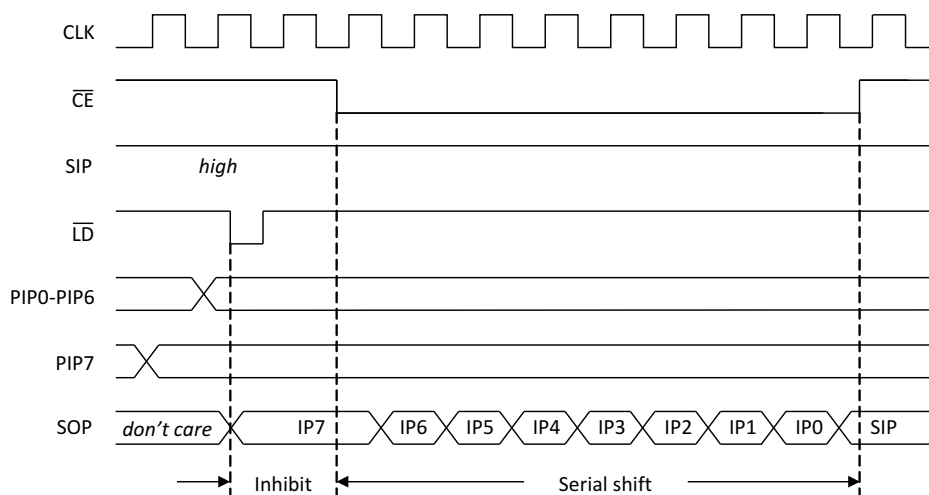 CLK
CE
SIP high
LD
PIP0-PIP6
PIP7
SOP don't care IP7 IP6 IP5 IP4 IP3 IP2 IP1 IP0 SIP
Inhibit Serial shift